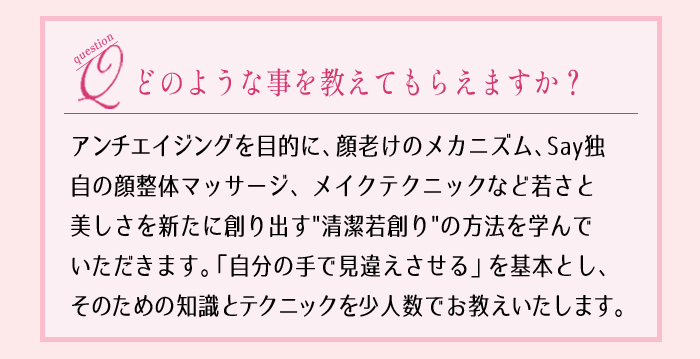 question
Q どのような事を教えてもらえますか？
アンチエイジングを目的に、顔老けのメカニズム、Say独
自の顔整体マッサージ、メイクテクニックなど若さと
美しさを新たに創り出す"清潔若創り"の方法を学んで
いただきます。「自分の手で見違えさせる」を基本とし、
そのための知識とテクニックを少人数でお教えいたします。